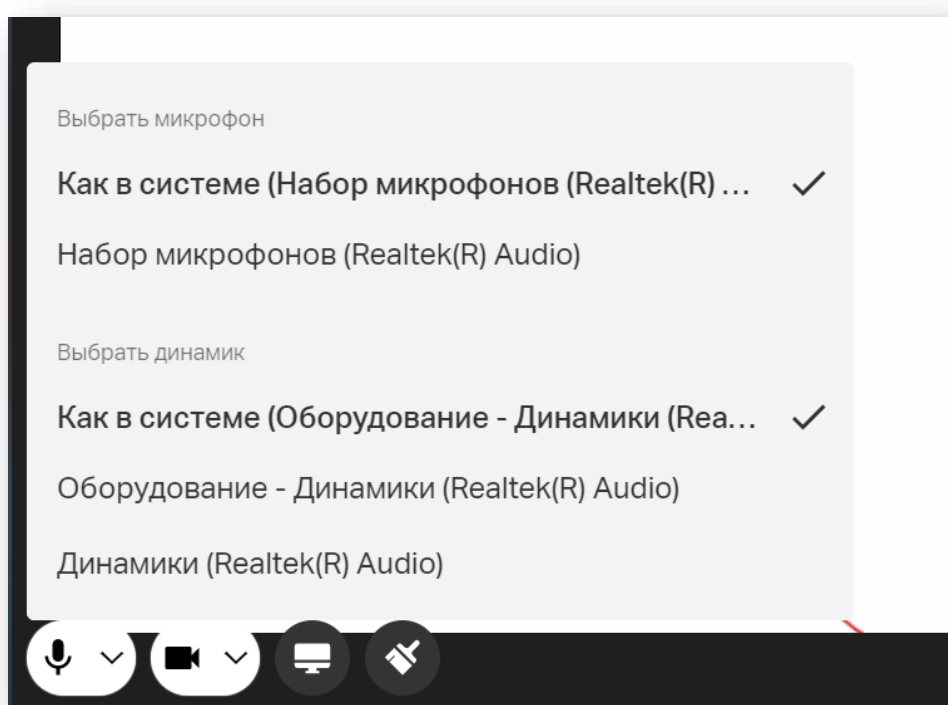 Выбрать микрофон
Как в системе (Набор микрофонов (Realtek(R) ...
Набор микрофонов (Realtek(R) Audio)
Выбрать динамик
Как в системе (Оборудование - Динамики (Rea...
Оборудование - Динамики (Realtek(R) Audio)
Динамики (Realtek(R) Audio)